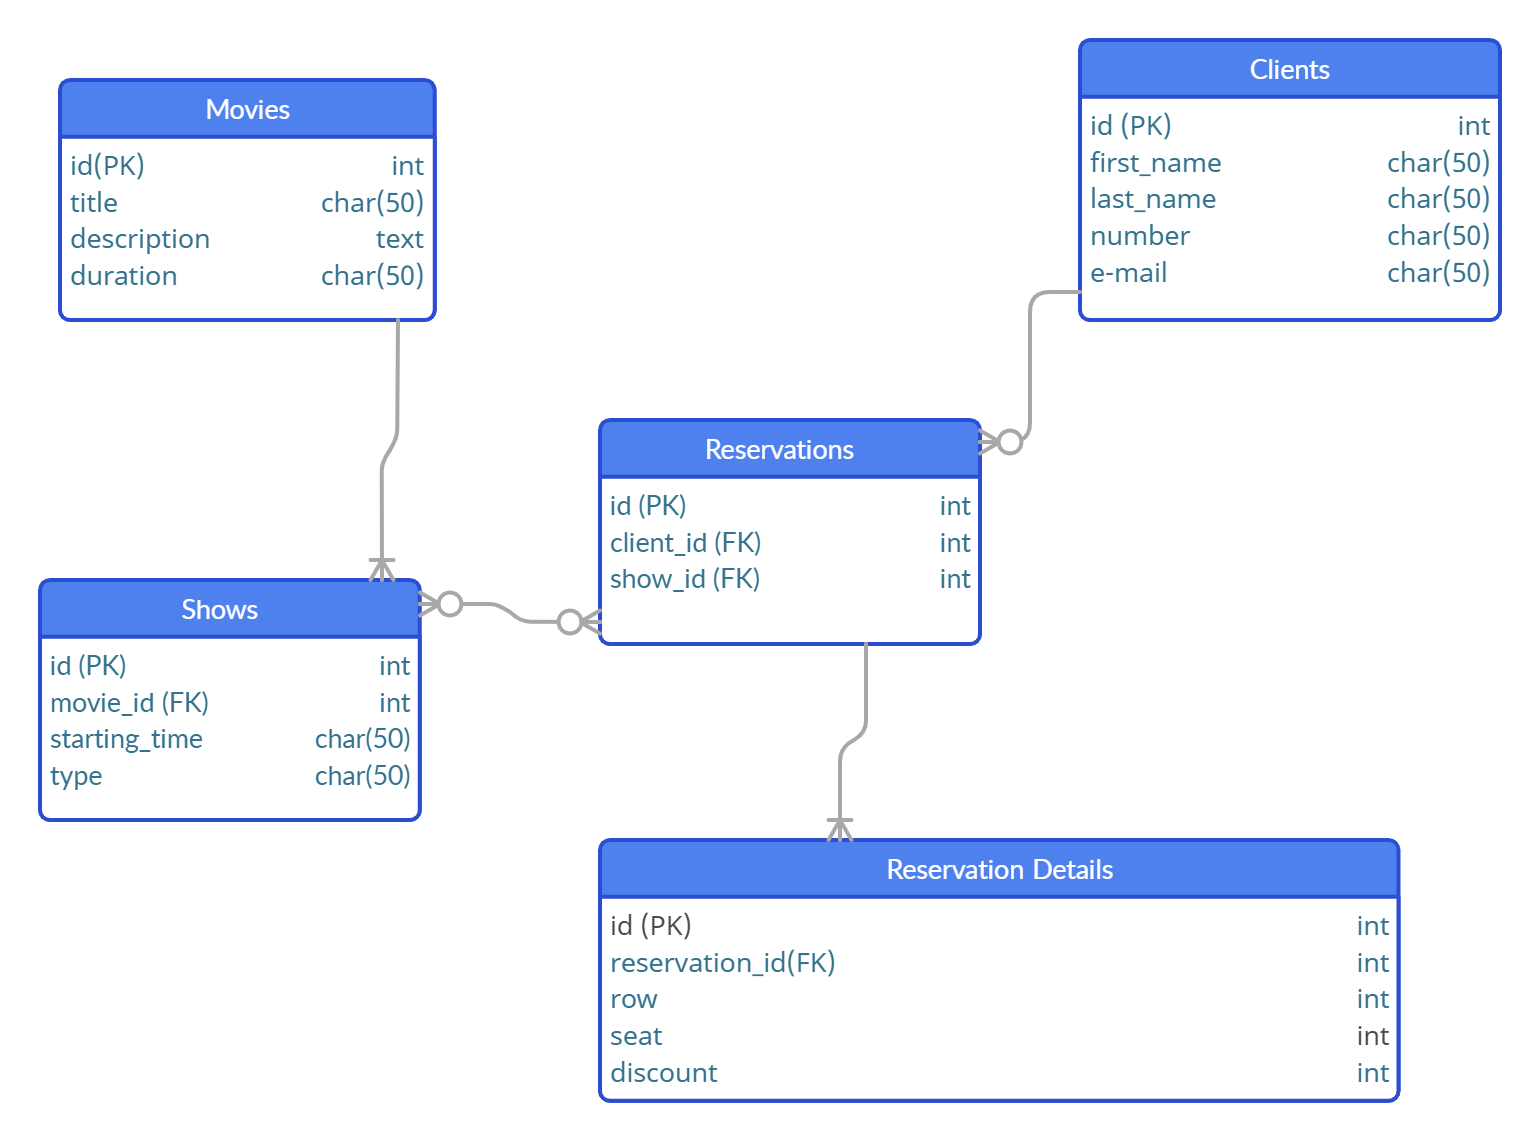 Movies
id(PK) int
title char(50)
description text
duration char(50)
Clients
id (PK) int
first_name char(50)
last_name char(50)
number char(50)
e-mail char(50)
Reservations
id (PK) int
client_id (FK) int
show_id (FK) int
Shows
id (PK) int
movie_id (FK) int
starting_time char(50)
type char(50)
Reservation Details
id (PK) int
reservation_id(FK) int
row int
seat int
discount int